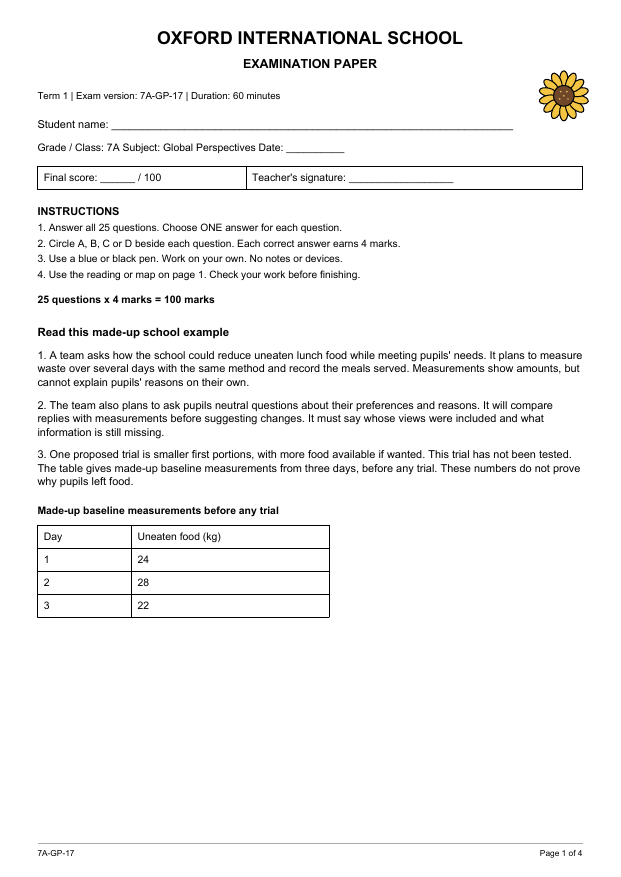 OXFORD INTERNATIONAL SCHOOL
EXAMINATION PAPER
Term 1 | Exam version: 7A-GP-17 | Duration: 60 minutes
Student name: ____________________________________________________________________
Grade / Class: 7A Subject: Global Perspectives Date: __________
Final score: ______ / 100
Teacher's signature: __________________
INSTRUCTIONS
1. Answer all 25 questions. Choose ONE answer for each question.
2. Circle A, B, C or D beside each question. Each correct answer earns 4 marks.
3. Use a blue or black pen. Work on your own. No notes or devices.
4. Use the reading or map on page 1. Check your work before finishing.
25 questions x 4 marks = 100 marks
Read this made-up school example
1. A team asks how the school could reduce uneaten lunch food while meeting pupils' needs. It plans to measure
waste over several days with the same method and record the meals served. Measurements show amounts, but
cannot explain pupils' reasons on their own.
2. The team also plans to ask pupils neutral questions about their preferences and reasons. It will compare
replies with measurements before suggesting changes. It must say whose views were included and what
information is still missing.
3. One proposed trial is smaller first portions, with more food available if wanted. This trial has not been tested.
The table gives made-up baseline measurements from three days, before any trial. These numbers do not prove
why pupils left food.
Made-up baseline measurements before any trial
Day Uneaten food (kg)
1 24
2 28
3 22
7A-GP-17 Page 1 of 4